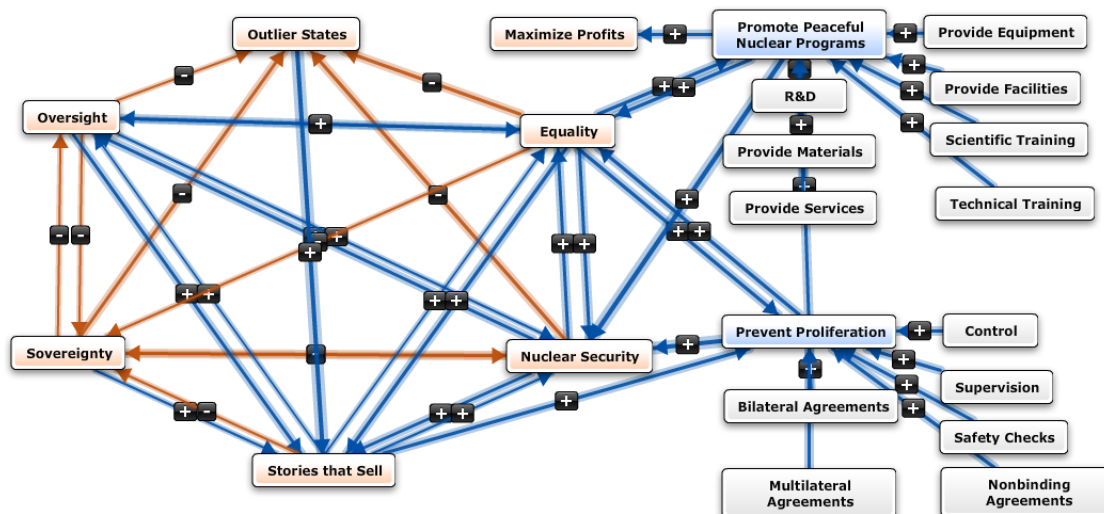 Outlier States
Maximize Profits
Promote Peaceful
Nuclear Programs
Provide Equipment
Provide Facilities
R&D
Oversight
Equality
Scientific Training
Provide Materials
Technical Training
Provide Services
Sovereignty
Nuclear Security
Prevent Proliferation
Control
Supervision
Bilateral Agreements
Safety Checks
Stories that Sell
Multilateral
Agreements
Nonbinding
Agreements